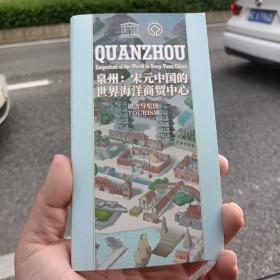 QUANZHOU
Emporium of the World in Song-Yuan China
泉州：宋元中国的
世界海洋商贸中心
旅游导览图
TOURISM